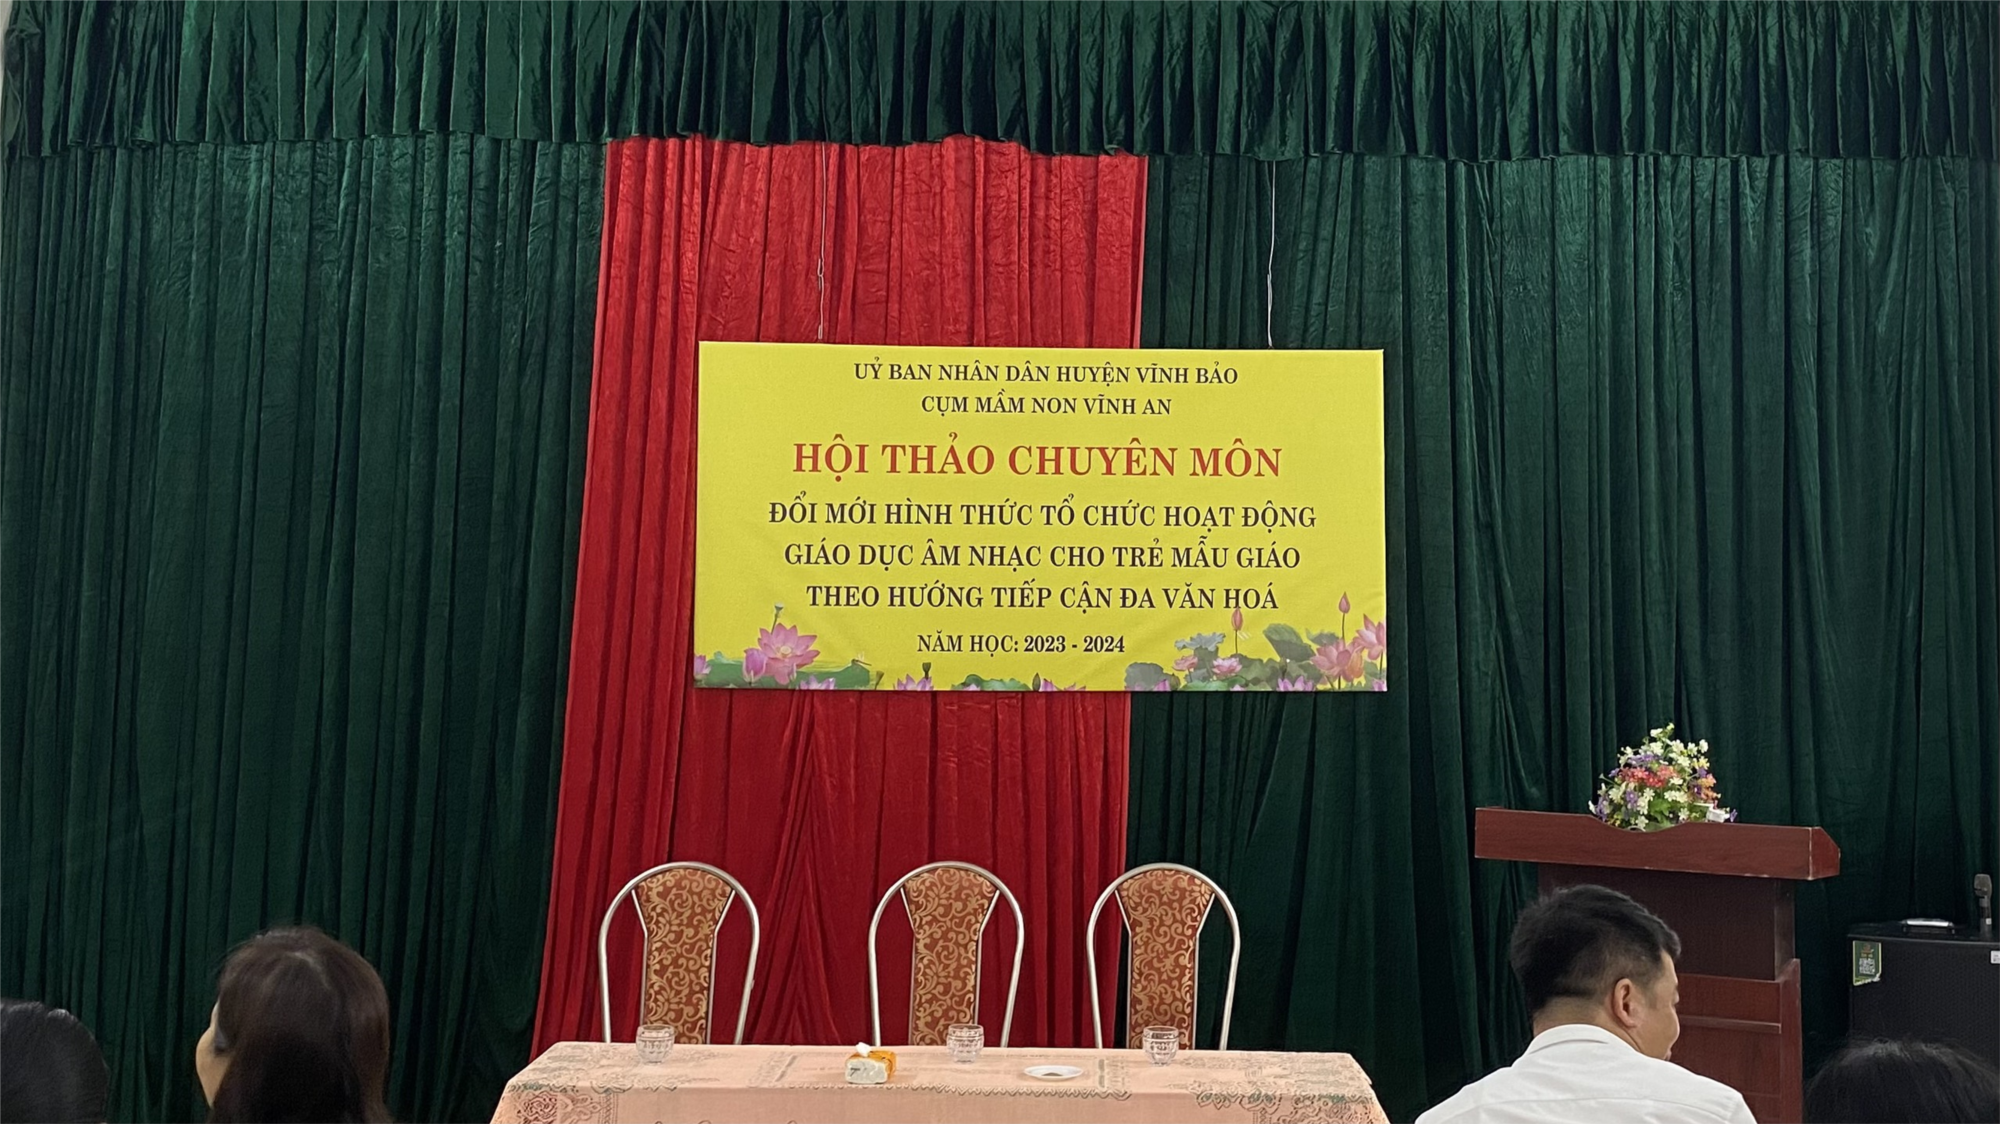 UỶ BAN NHÂN DÂN HUYỆN VĨNH BẢO
CỤM MẦM NON VĨNH AN
HỘI THẢO CHUYÊN MÔN
ĐỔI MỚI HÌNH THỨC TỔ CHỨC HOẠT ĐỘNG
GIÁO DỤC ÂM NHẠC CHO TRẺ MẪU GIÁO
THEO HƯỚNG TIẾP CẬN ĐA VĂN HOÁ
NĂM HỌC: 2023 - 2024